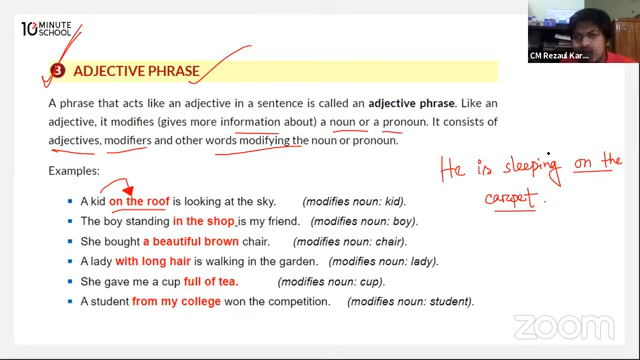 10 MINUTE SCHOOL
CM Rezaul Kar...
3 ADJECTIVE PHRASE
A phrase that acts like an adjective in a sentence is called an adjective phrase. Like an
adjective, it modifies (gives more information about) a noun or a pronoun. It consists of
adjectives, modifiers and other words modifying the noun or pronoun.
He is sleeping on the
carpet.
Examples:
A kid on the roof is looking at the sky. (modifies noun: kid)
The boy standing in the shop is my friend. (modifies noun: boy)
She bought a beautiful brown chair. (modifies noun: chair)
A lady with long hair is walking in the garden. (modifies noun: lady)
She gave me a cup full of tea. (modifies noun: cup)
A student from my college won the competition. (modifies noun: student).
zoom